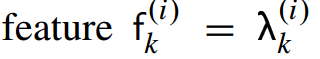 feature f_k^{(i)} = λ_k^{(i)}